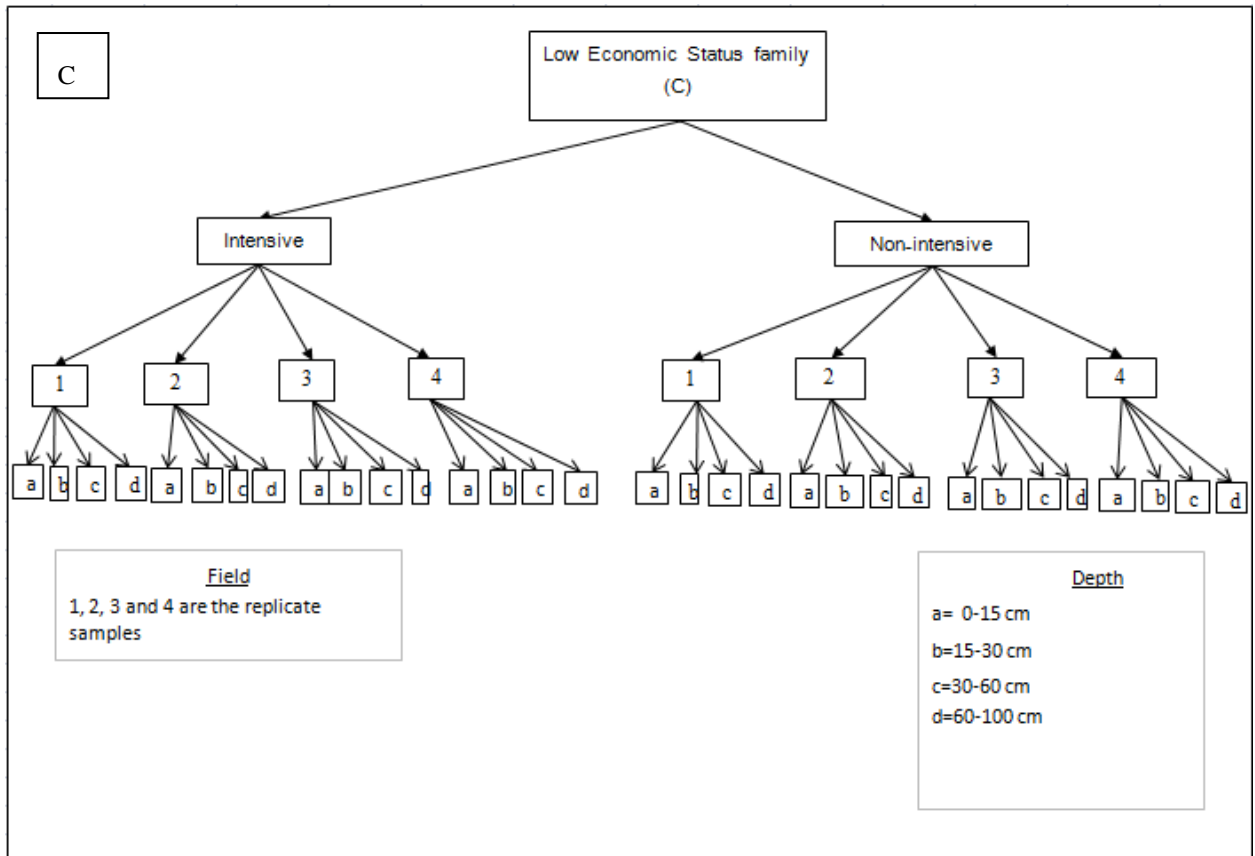 C
Low Economic Status family
(C)
Intensive
Non-intensive
1 2 3 4 1 2 3 4
a b c d a b c d a b c d a b c d a b c d a b c d a b c d a b c d
Field
1, 2, 3 and 4 are the replicate
samples
Depth
a= 0-15 cm
b=15-30 cm
c=30-60 cm
d=60-100 cm